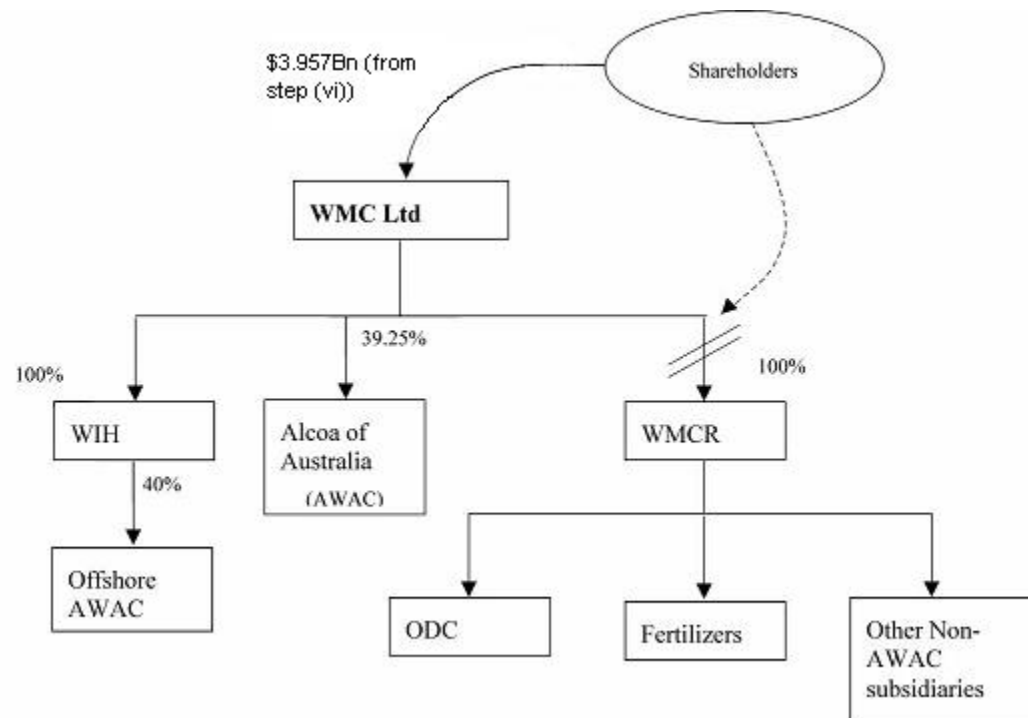 $3.957Bn (from
step (vi))
Shareholders
WMC Ltd
39.25%
100%
100%
WIH
Alcoa of
Australia
(AWAC)
WMCR
40%
Offshore
AWAC
ODC
Fertilizers
Other Non-
AWAC
subsidiaries